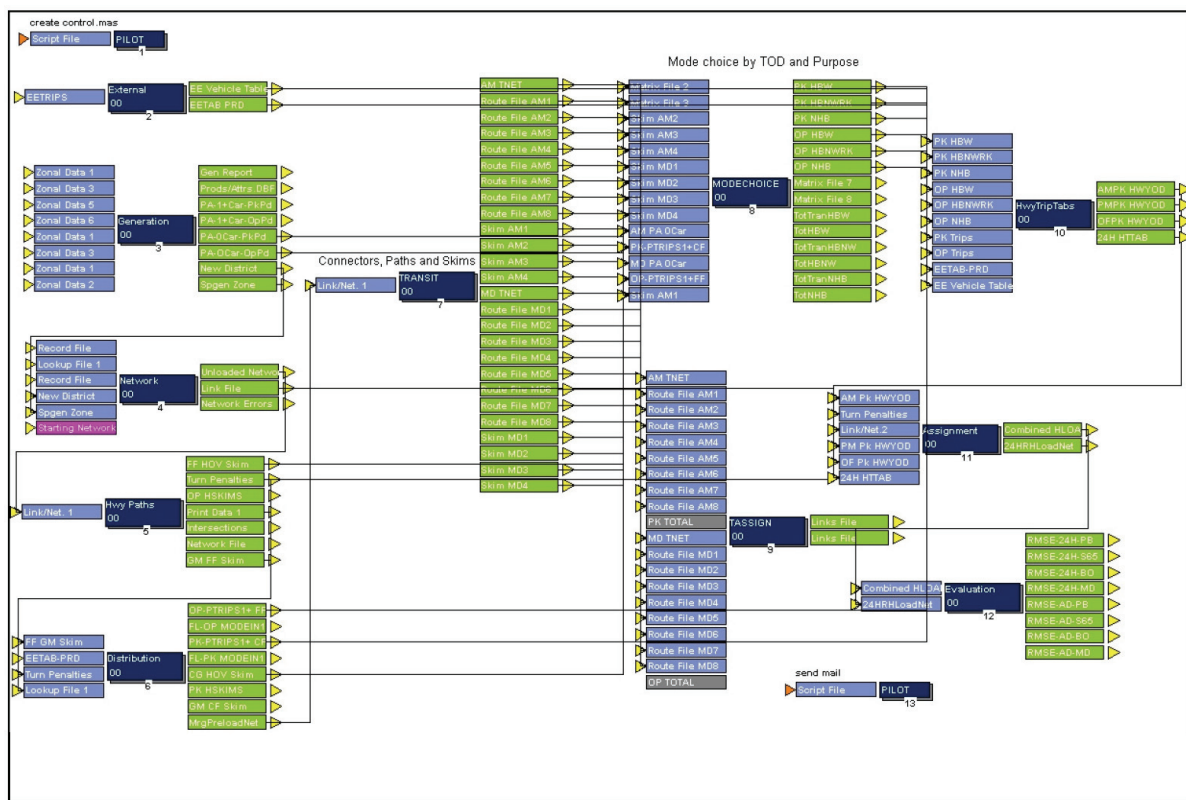 create control.mas
Script File
PILOT
1
EETRIPS
External
00
2
EE Vehicle Table
EETAB PRD
Zonal Data 1
Zonal Data 3
Zonal Data 5
Zonal Data 6
Zonal Data 1
Zonal Data 3
Zonal Data 1
Zonal Data 2
Generation
00
3
Gen Report
Prods/Attrs DBF
PA-1+Car-PkPd
PA-1+Car-OpPd
PA-0Car-PkPd
PA-0Car-OpPd
New District
Spgen Zone
Record File
Lookup File 1
Record File
New District
Spgen Zone
Starting Network
Network
00
4
Unloaded Netwo
Link File
Network Errors
Link/Net. 1
Hwy Paths
00
5
FF HOV Skim
Turn Penalties
OP HSKIMS
Print Data 1
Intersections
Network File
GM FF Skim
FF GM Skim
EETAB-PRD
Turn Penalties
Lookup File 1
Distribution
00
6
OP-PTRIPS1+ FF
FL-OP MODEIN1
PK-PTRIPS1+ CF
FL-PK MODEIN1
CG HOV Skim
PK HSKIMS
GM CF Skim
MrgPreloadNet
Connectors, Paths and Skims
Link/Net. 1
TRANSIT
00
7
AM TNET
Route File AM1
Route File AM2
Route File AM3
Route File AM4
Route File AM5
Route File AM6
Route File AM7
Route File AM8
Skim AM1
Skim AM2
Skim AM3
Skim AM4
MD TNET
Route File MD1
Route File MD2
Route File MD3
Route File MD4
Route File MD5
Route File MD6
Route File MD7
Route File MD8
Skim MD1
Skim MD2
Skim MD3
Skim MD4
Mode choice by TOD and Purpose
Matrix File 2
Matrix File 3
Skim AM2
Skim AM3
Skim AM4
Skim MD1
Skim MD2
Skim MD3
Skim MD4
AM PA 0Car
PK-PTRIPS1+CF
MD PA 0Car
OP-PTRIPS1+FF
Skim AM1
MODECHOICE
00
8
PK HBW
PK HBNWRK
PK NHB
OP HBW
OP HBNWRK
OP NHB
Matrix File 7
Matrix File 8
TotTranHBW
TotHBW
TotTranHBNW
TotHBNW
TotTranNHB
TotNHB
AM TNET
Route File AM1
Route File AM2
Route File AM3
Route File AM4
Route File AM5
Route File AM6
Route File AM7
Route File AM8
PK TOTAL
MD TNET
Route File MD1
Route File MD2
Route File MD3
Route File MD4
Route File MD5
Route File MD6
Route File MD7
Route File MD8
OP TOTAL
TASSIGN
00
9
Links File
Links File
PK HBW
PK HBNWRK
PK NHB
OP HBW
OP HBNWRK
OP NHB
PK Trips
OP Trips
EETAB-PRD
EE Vehicle Table
HwyTripTabs
00
10
AMPK HWYOD
PMPK HWYOD
OFPK HWYOD
24H HTTAB
AM Pk HWYOD
Turn Penalties
Link/Net.2
PM Pk HWYOD
OF Pk HWYOD
24H HTTAB
Assignment
00
11
Combined HLOA
24HRHLoadNet
Combined HLOA
24HRHLoadNet
Evaluation
00
12
RMSE-24H-PB
RMSE-24H-S65
RMSE-24H-BO
RMSE-24H-MD
RMSE-AD-PB
RMSE-AD-S65
RMSE-AD-BO
RMSE-AD-MD
send mail
Script File
PILOT
13